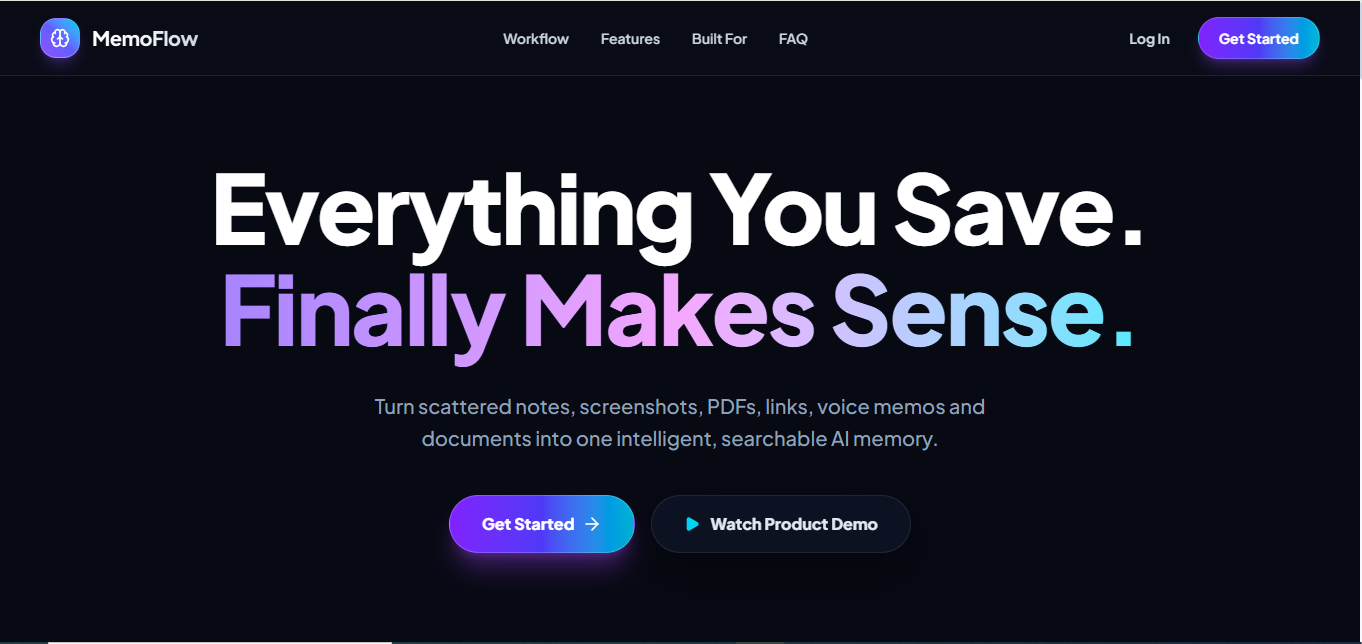 MemoFlow
Workflow
Features
Built For
FAQ
Log In
Get Started
Everything You Save.
Finally Makes Sense.
Turn scattered notes, screenshots, PDFs, links, voice memos and
documents into one intelligent, searchable AI memory.
Get Started →
Watch Product Demo